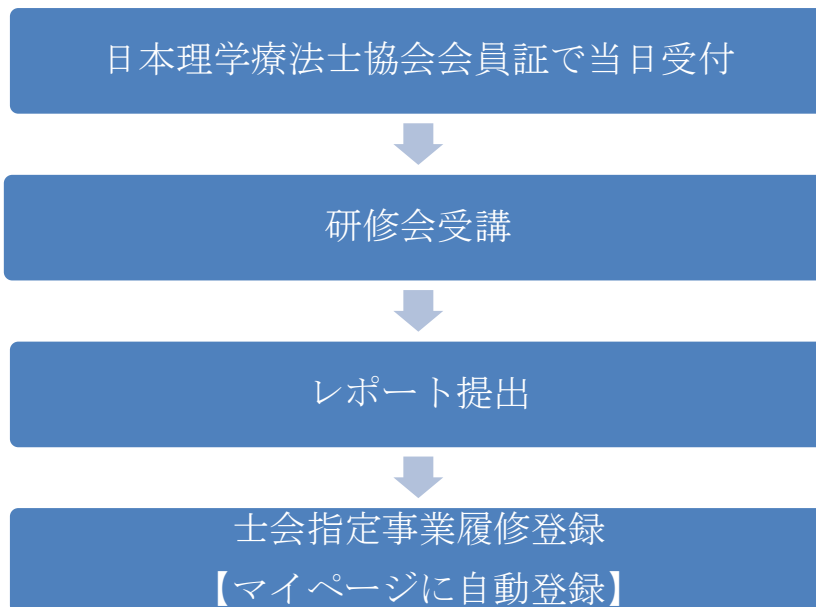 日本理学療法士協会会員証で当日受付
研修会受講
レポート提出
士会指定事業履修登録
【マイページに自動登録】